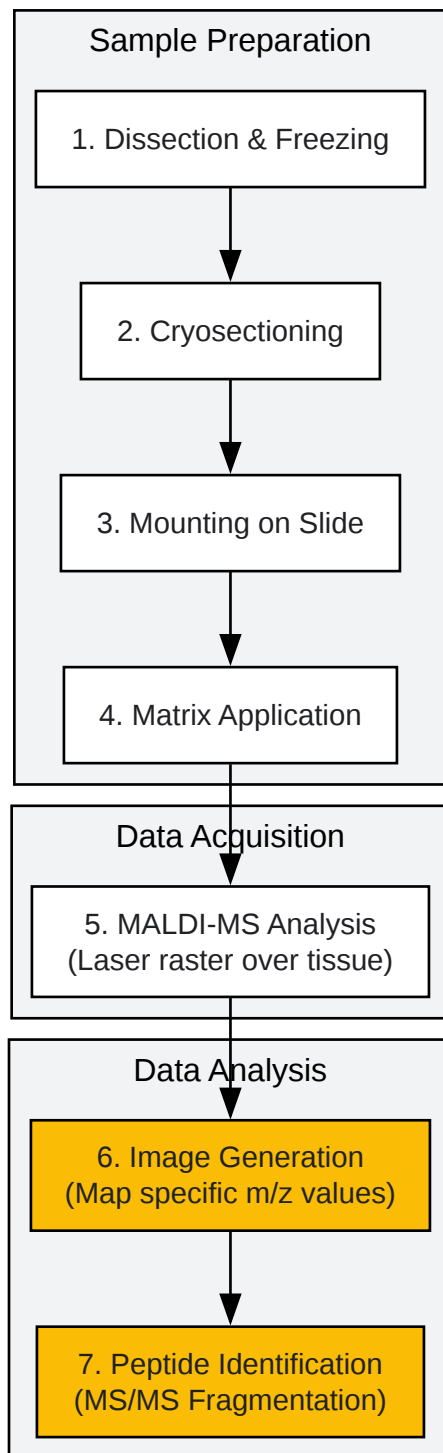 Sample Preparation
1. Dissection & Freezing
2. Cryosectioning
3. Mounting on Slide
4. Matrix Application
Data Acquisition
5. MALDI-MS Analysis
(Laser raster over tissue)
Data Analysis
6. Image Generation
(Map specific m/z values)
7. Peptide Identification
(MS/MS Fragmentation)